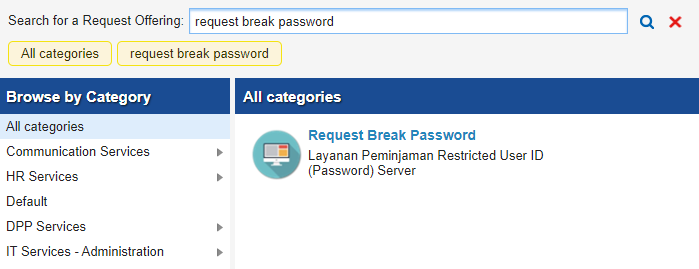 Search for a Request Offering: request break password
All categories request break password
Browse by Category
All categories
Communication Services
HR Services
Default
DPP Services
IT Services - Administration
All categories
Request Break Password
Layanan Peminjaman Restricted User ID
(Password) Server